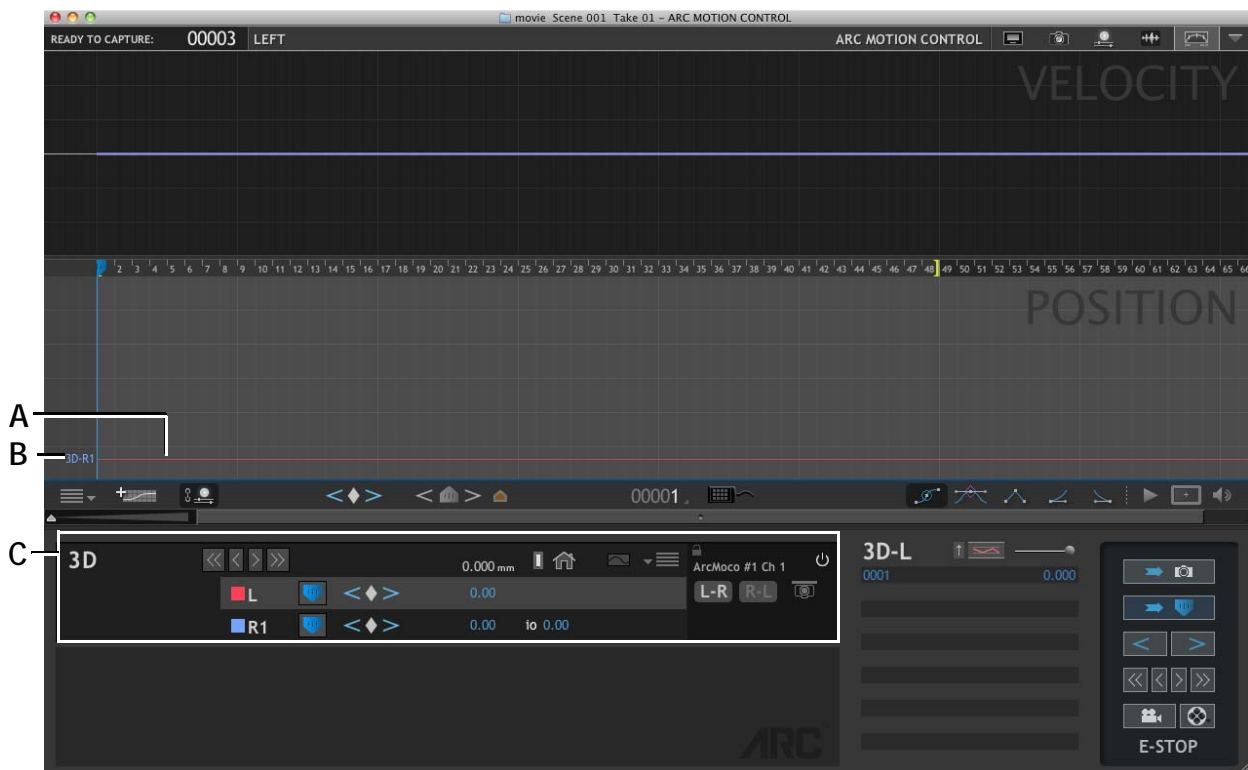 movie_Scene 001_Take 01 – ARC MOTION CONTROL
READY TO CAPTURE: 00003 LEFT ARC MOTION CONTROL
VELOCITY
2 3 4 5 6 7 8 9 10 11 12 13 14 15 16 17 18 19 20 21 22 23 24 25 26 27 28 29 30 31 32 33 34 35 36 37 38 39 40 41 42 43 44 45 46 47 48 49 50 51 52 53 54 55 56 57 58 59 60 61 62 63 64 65
POSITION
A
B 3D-R1
00001
C
3D 0.000 mm ArcMoco #1 Ch 1
L 0.00 L-R R-L
R1 0.00 io 0.00
3D-L
0001 0.000
ARC
E-STOP